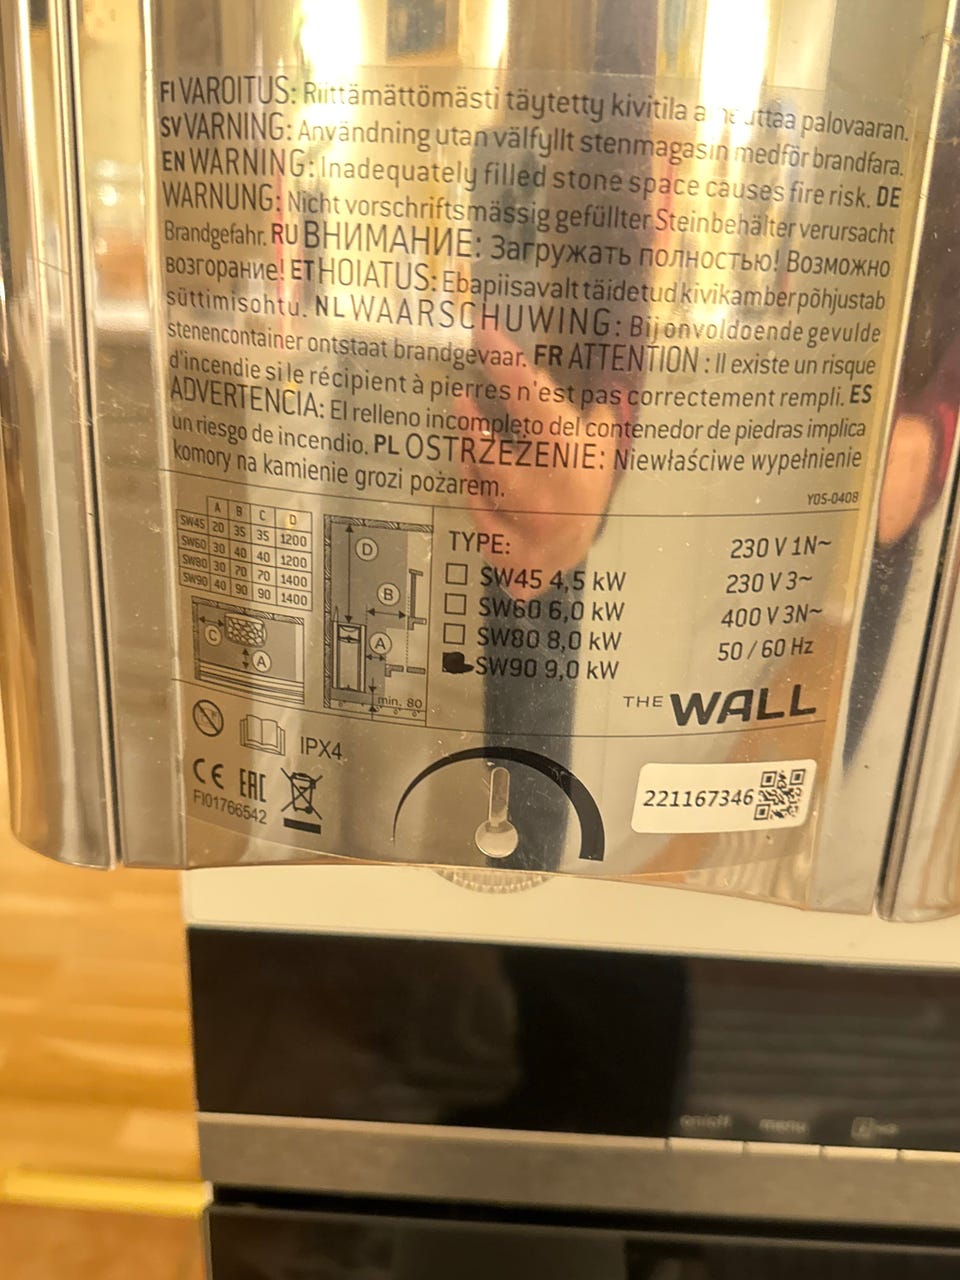 FI VAROITUS: Riittämättömästi täytetty kivitila a heuttaa palovaaran.
SV VARNING: Användning utan välfyllt stenmagasin medför brandfara.
EN WARNING: Inadequately filled stone space causes fire risk. DE
WARNUNG: Nicht vorschriftsmässig gefüllter Steinbehälter verursacht
Brandgefahr. RU ВНИМАНИЕ: Загружать полностью! Возможно
возгорание! ET HOIATUS: Ebapiisavalt täidetud kivikamber põhjustab
süttimisohtu. NL WAARSCHUWING: Bij onvoldoende gevulde
stenencontainer ontstaat brandgevaar. FR ATTENTION : Il existe un risque
d'incendie si le récipient à pierres n'est pas correctement rempli. ES
ADVERTENCIA: El relleno incompleto del contenedor de piedras implica
un riesgo de incendio. PL OSTRZEŻENIE: Niewłaściwe wypełnienie
komory na kamienie grozi pożarem.
Y05-0408
A B C D
SW45 20 35 35 1200
SW60 30 40 40 1200
SW80 30 70 70 1400
SW90 40 90 90 1400
C
A
D
B
A
min. 80
TYPE:
SW45 4,5 kW
SW60 6,0 kW
SW80 8,0 kW
SW90 9,0 kW
230 V 1N~
230 V 3~
400 V 3N~
50 / 60 Hz
THE WALL
IPX4
CE EAC
FI01766542
221167346
on/off menu